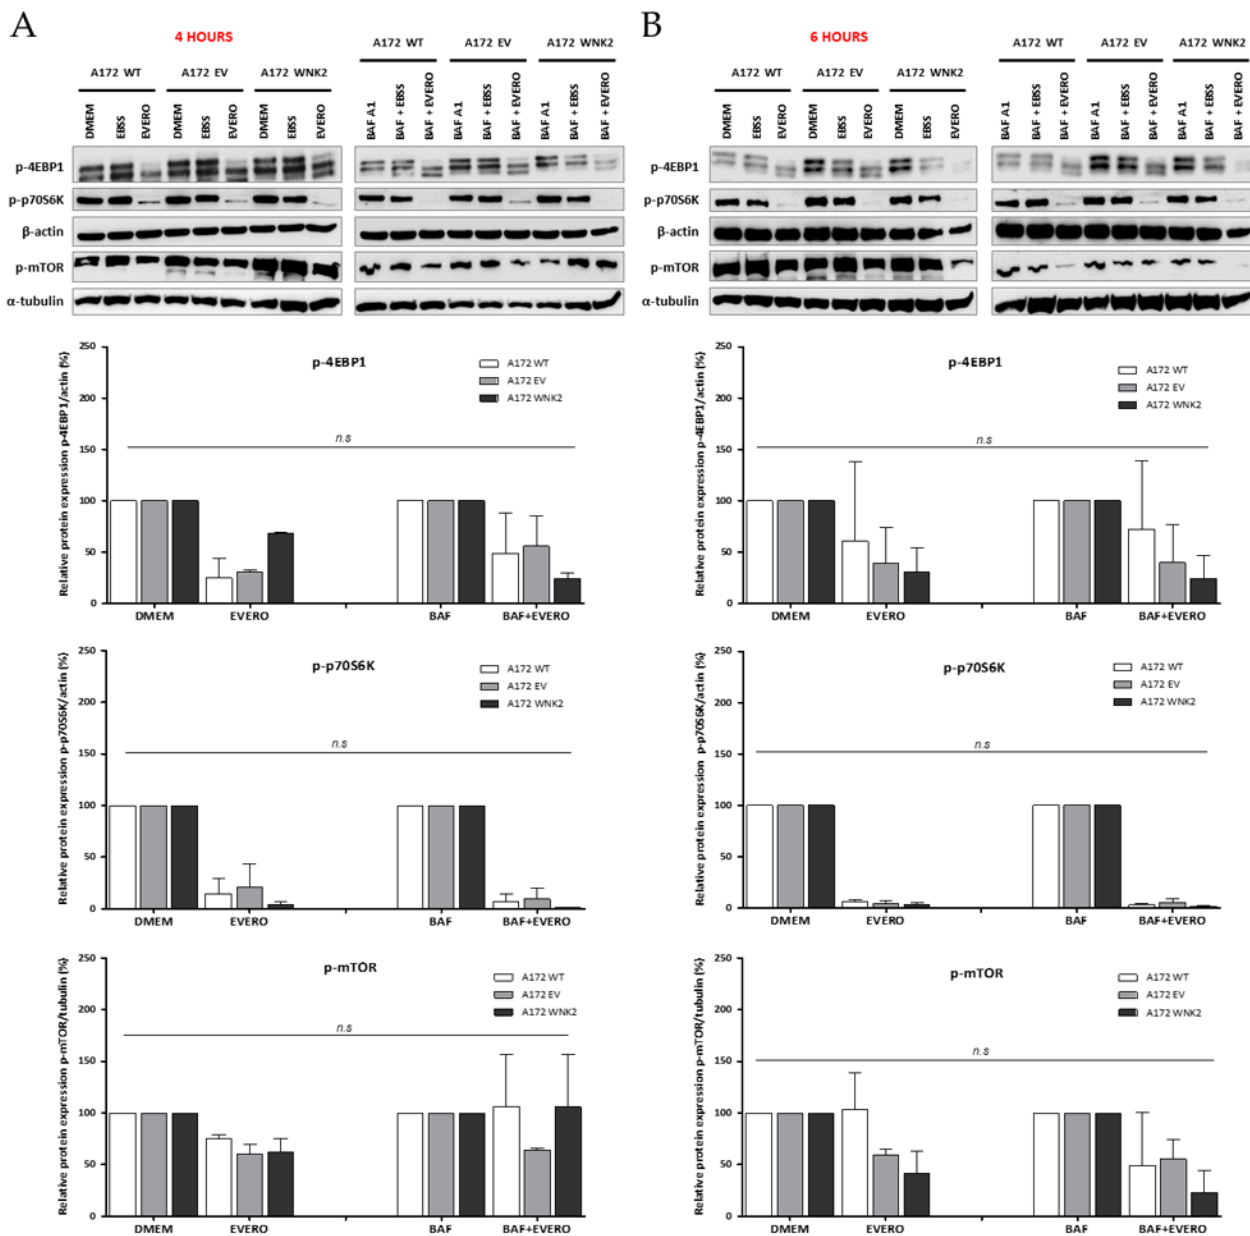 A
4 HOURS
A172 WT
A172 EV
A172 WNK2
A172 WT
A172 EV
A172 WNK2
DMEM
EBSS
EVERO
DMEM
EBSS
EVERO
DMEM
EBSS
EVERO
BAF A1
BAF + EBSS
BAF + EVERO
BAF A1
BAF + EBSS
BAF + EVERO
BAF A1
BAF + EBSS
BAF + EVERO
p-4EBP1
p-p70S6K
β-actin
p-mTOR
α-tubulin
B
6 HOURS
A172 WT
A172 EV
A172 WNK2
A172 WT
A172 EV
A172 WNK2
DMEM
EBSS
EVERO
DMEM
EBSS
EVERO
DMEM
EBSS
EVERO
BAF A1
BAF + EBSS
BAF + EVERO
BAF A1
BAF + EBSS
BAF + EVERO
BAF A1
BAF + EBSS
BAF + EVERO
p-4EBP1
p-p70S6K
β-actin
p-mTOR
α-tubulin
p-4EBP1
A172 WT
A172 EV
A172 WNK2
n.s
Relative protein expression p-4EBP1/actin (%)
250
200
150
100
50
0
DMEM
EVERO
BAF
BAF+EVERO
p-4EBP1
A172 WT
A172 EV
A172 WNK2
n.s
Relative protein expression p-4EBP1/actin (%)
250
200
150
100
50
0
DMEM
EVERO
BAF
BAF+EVERO
p-p70S6K
A172 WT
A172 EV
A172 WNK2
n.s
Relative protein expression p-p70S6K/actin (%)
250
200
150
100
50
0
DMEM
EVERO
BAF
BAF+EVERO
p-p70S6K
A172 WT
A172 EV
A172 WNK2
n.s
Relative protein expression p-p70S6K/actin (%)
250
200
150
100
50
0
DMEM
EVERO
BAF
BAF+EVERO
p-mTOR
A172 WT
A172 EV
A172 WNK2
n.s
Relative protein expression p-mTOR/tubulin (%)
250
200
150
100
50
0
DMEM
EVERO
BAF
BAF+EVERO
p-mTOR
A172 WT
A172 EV
A172 WNK2
n.s
Relative protein expression p-mTOR/tubulin (%)
250
200
150
100
50
0
DMEM
EVERO
BAF
BAF+EVERO